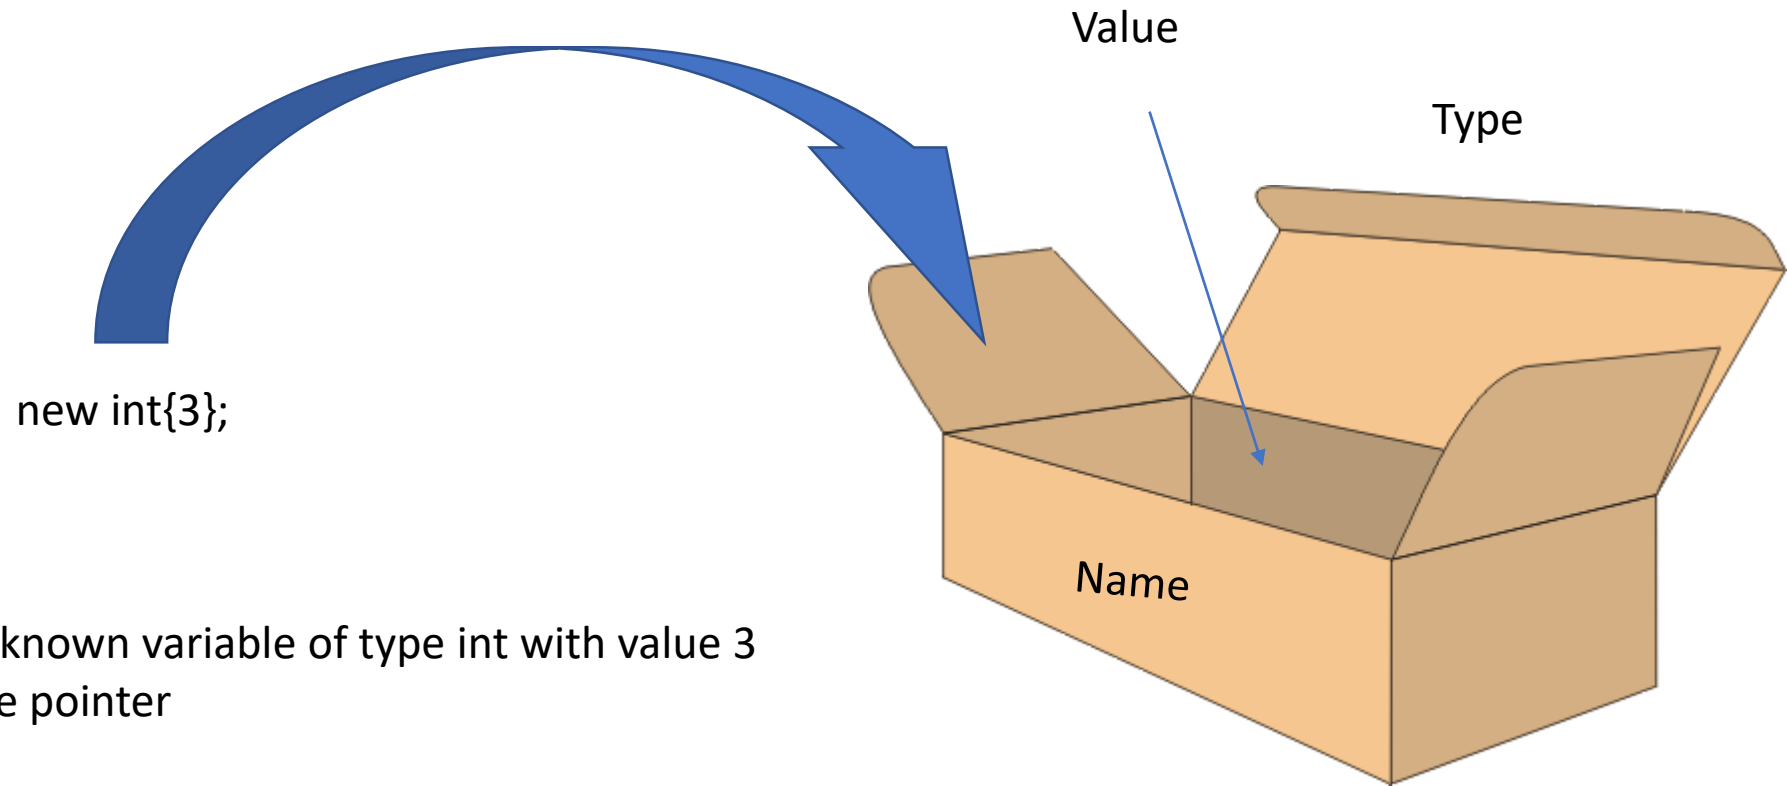 Value
Type
new int{3};
Name
known variable of type int with value 3
e pointer